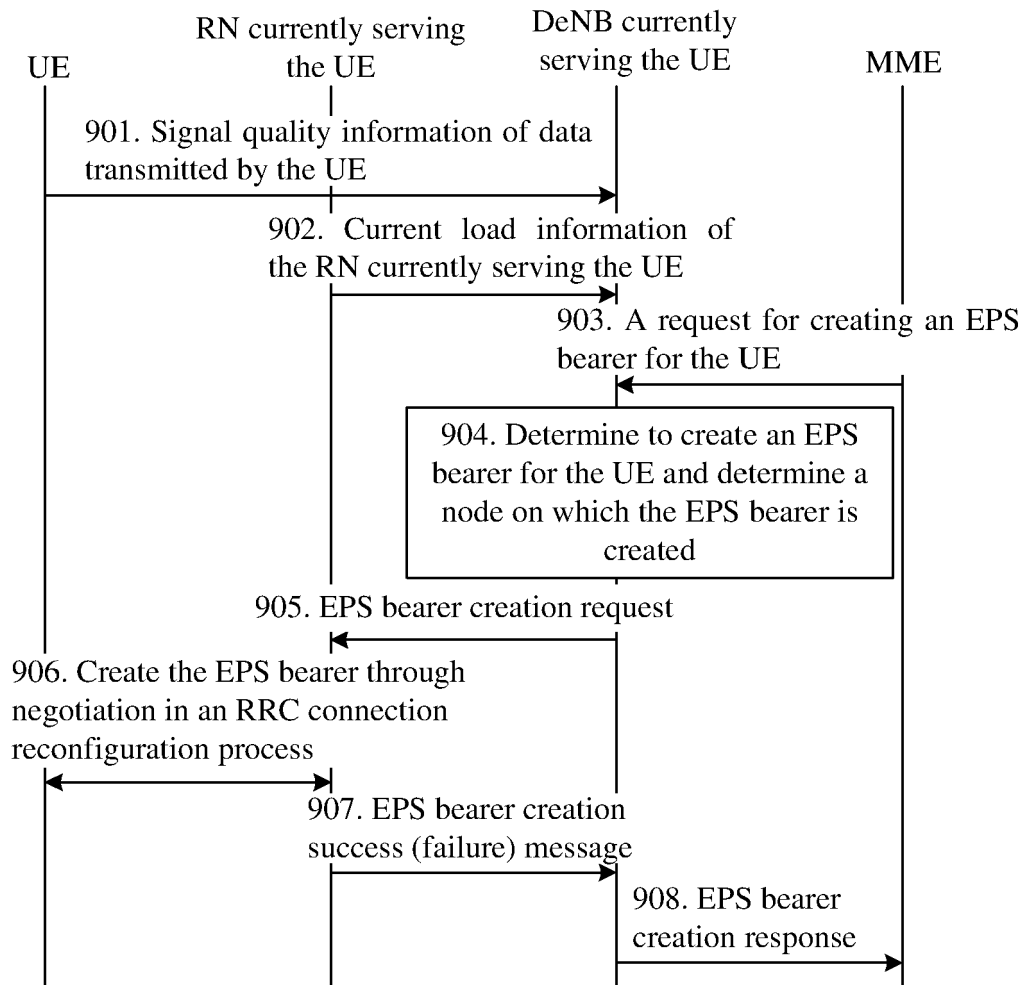 UE
RN currently serving
the UE
DeNB currently
serving the UE
MME
901. Signal quality information of data
transmitted by the UE
902. Current load information of
the RN currently serving the UE
903. A request for creating an EPS
bearer for the UE
904. Determine to create an EPS
bearer for the UE and determine a
node on which the EPS bearer is
created
905. EPS bearer creation request
906. Create the EPS bearer through
negotiation in an RRC connection
reconfiguration process
907. EPS bearer creation
success (failure) message
908. EPS bearer
creation response